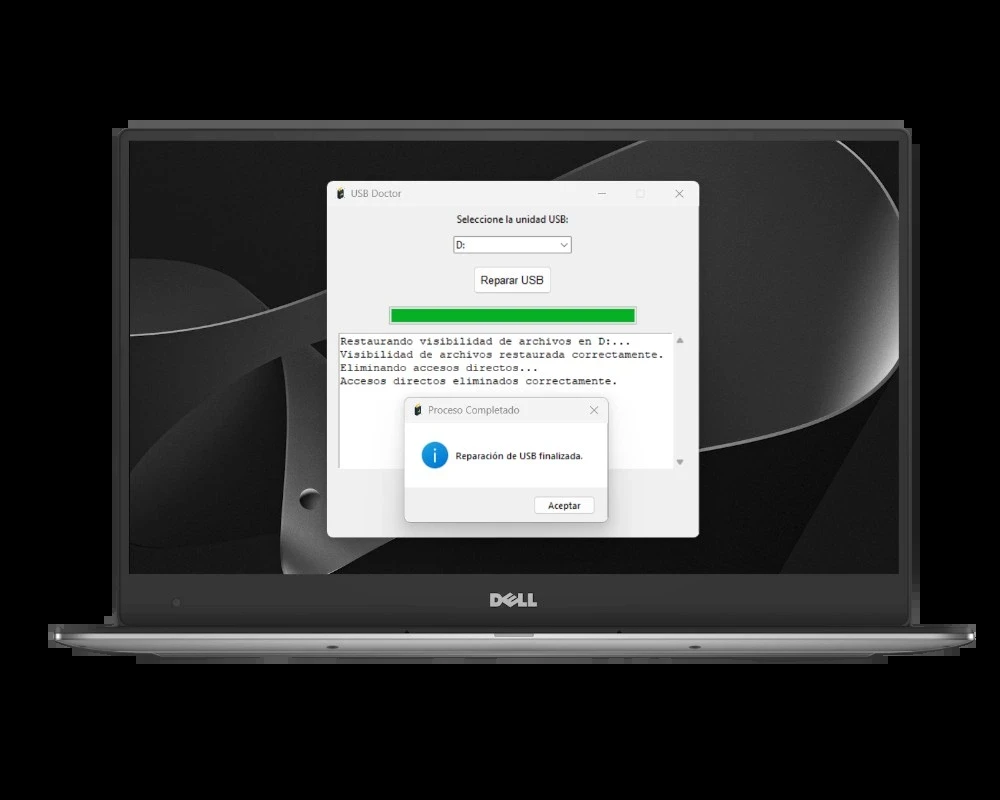 USB Doctor
Seleccione la unidad USB:
D:
Reparar USB
Restaurando visibilidad de archivos en D:...
Visibilidad de archivos restaurada correctamente.
Eliminando accesos directos...
Accesos directos eliminados correctamente.
Proceso Completado
Reparación de USB finalizada.
Aceptar
DELL